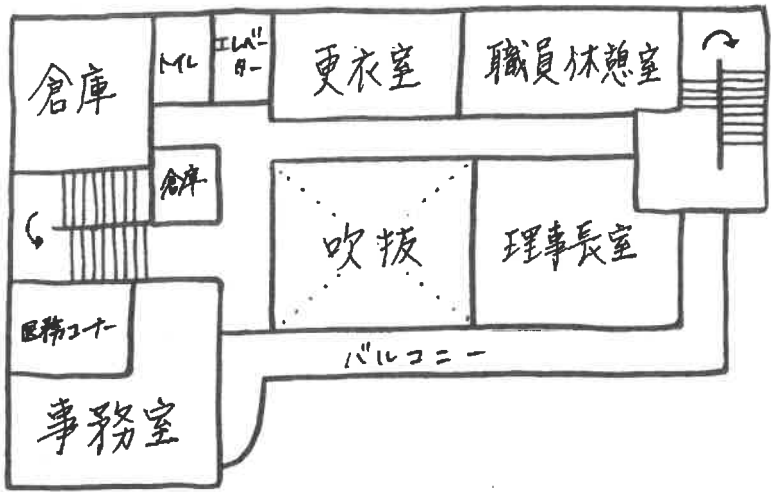 倉庫
トイレ
エレベー
ター
更衣室
職員休憩室
倉庫
吹抜
理事長室
医務コーナー
バルコニー
事務室